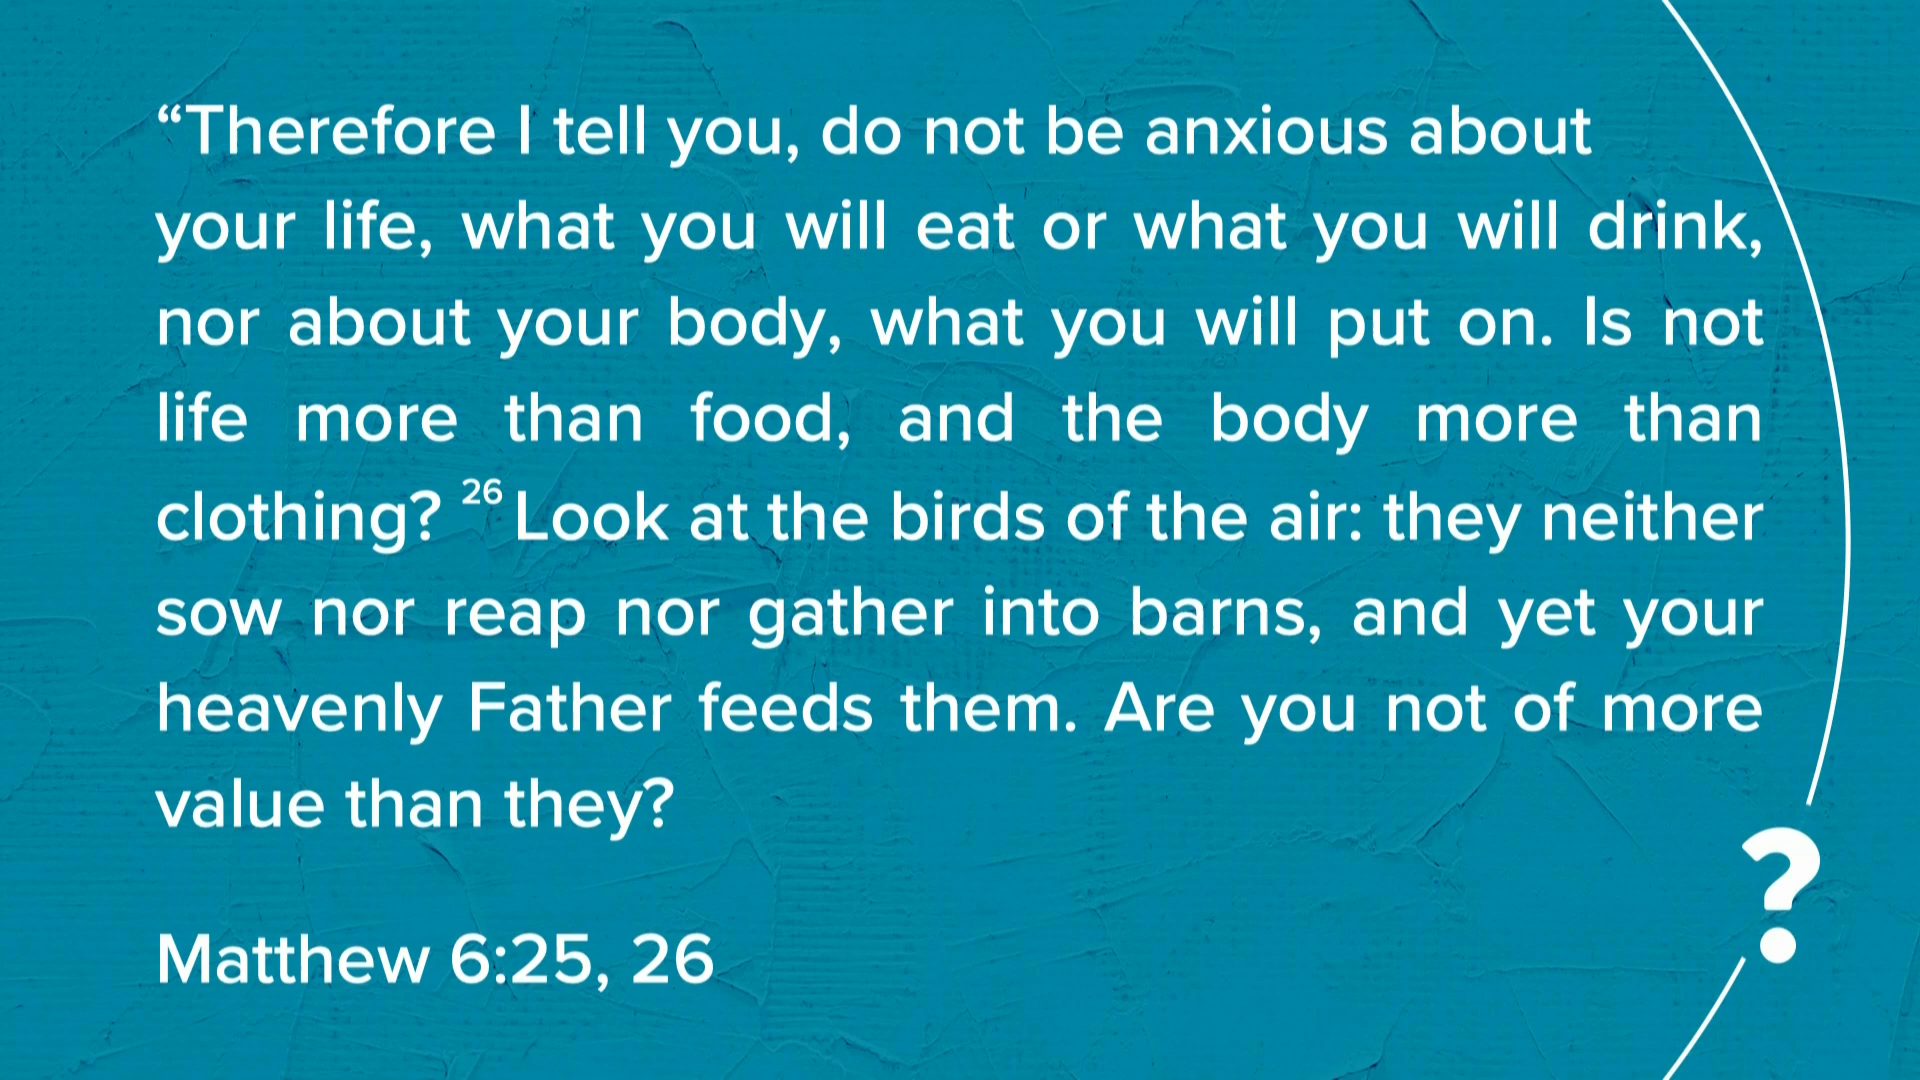 “Therefore I tell you, do not be anxious about
your life, what you will eat or what you will drink,
nor about your body, what you will put on. Is not
life more than food, and the body more than
clothing? 26 Look at the birds of the air: they neither
sow nor reap nor gather into barns, and yet your
heavenly Father feeds them. Are you not of more
value than they?
Matthew 6:25, 26
?